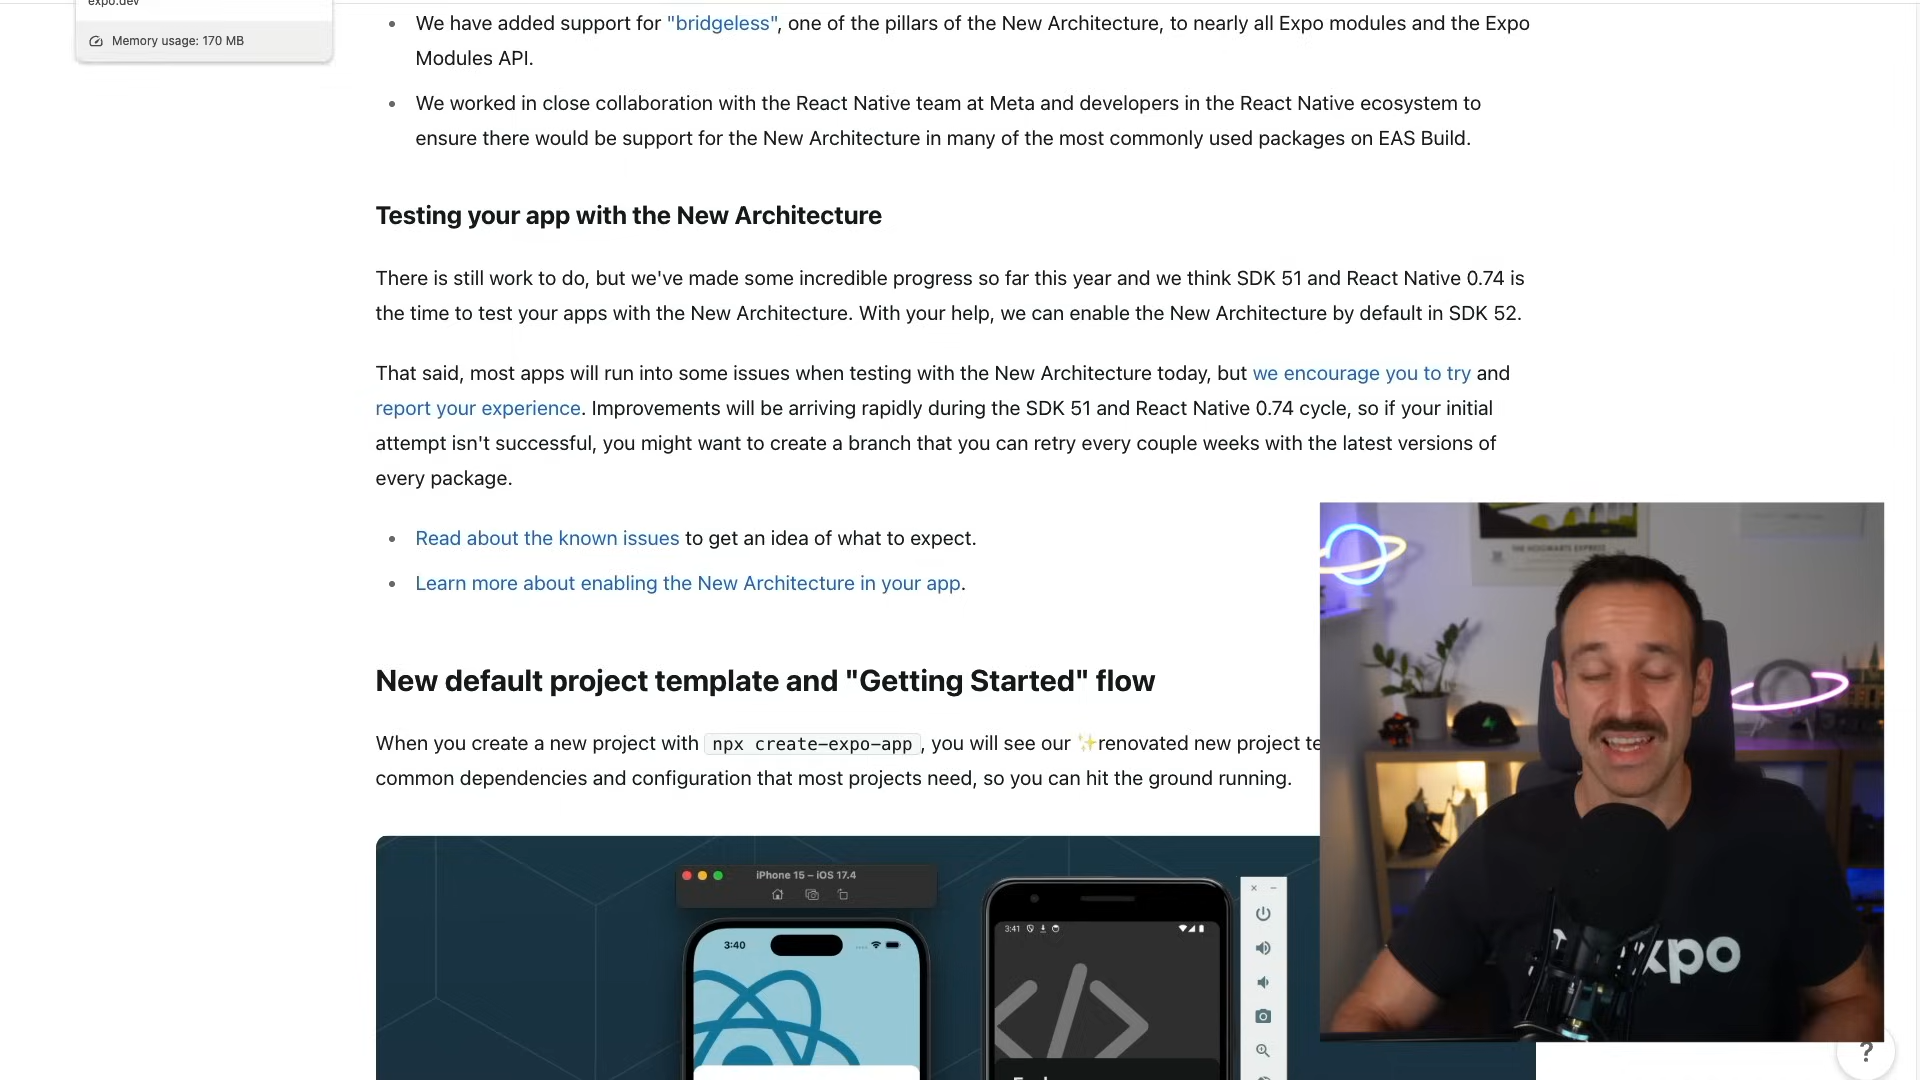 expo.dev
Memory usage: 170 MB
We have added support for "bridgeless", one of the pillars of the New Architecture, to nearly all Expo modules and the Expo
Modules API.
We worked in close collaboration with the React Native team at Meta and developers in the React Native ecosystem to
ensure there would be support for the New Architecture in many of the most commonly used packages on EAS Build.
Testing your app with the New Architecture
There is still work to do, but we've made some incredible progress so far this year and we think SDK 51 and React Native 0.74 is
the time to test your apps with the New Architecture. With your help, we can enable the New Architecture by default in SDK 52.
That said, most apps will run into some issues when testing with the New Architecture today, but we encourage you to try and
report your experience. Improvements will be arriving rapidly during the SDK 51 and React Native 0.74 cycle, so if your initial
attempt isn't successful, you might want to create a branch that you can retry every couple weeks with the latest versions of
every package.
Read about the known issues to get an idea of what to expect.
Learn more about enabling the New Architecture in your app.
THE HOGWARTS EXPRESS
New default project template and "Getting Started" flow
When you create a new project with npx create-expo-app, you will see our ✨renovated new project te
common dependencies and configuration that most projects need, so you can hit the ground running.
iPhone 15 – iOS 17.4
3:40
3:41
xpo
?